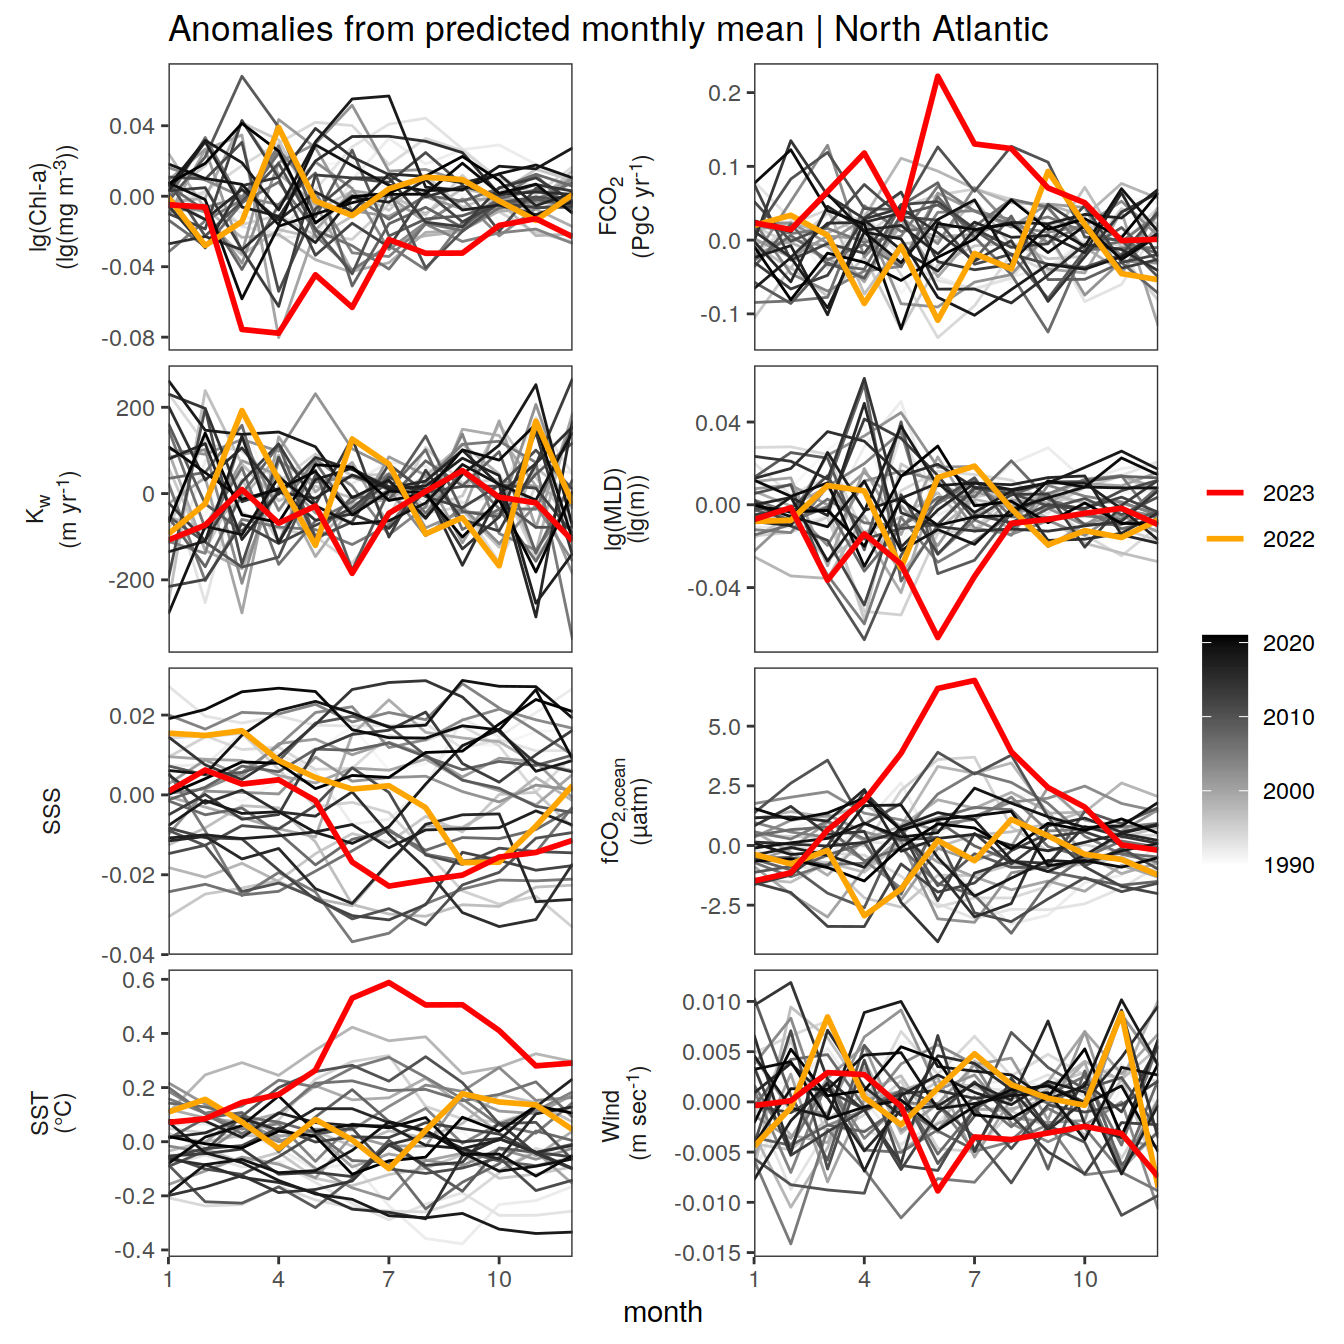 Anomalies from predicted monthly mean | North Atlantic
lg(Chl-a)
(lg(mg m⁻³))
0.04
0.00
-0.04
-0.08
FCO₂
(PgC yr⁻¹)
0.2
0.1
0.0
-0.1
K_w
(m yr⁻¹)
200
0
-200
lg(MLD)
(lg(m))
0.04
0.00
-0.04
SSS
0.02
0.00
-0.02
-0.04
fCO₂,ocean
(µatm)
5.0
2.5
0.0
-2.5
SST
(°C)
0.6
0.4
0.2
0.0
-0.2
-0.4
1
4
7
10
Wind
(m sec⁻¹)
0.010
0.005
0.000
-0.005
-0.010
-0.015
1
4
7
10
month
2023
2022
2020
2010
2000
1990